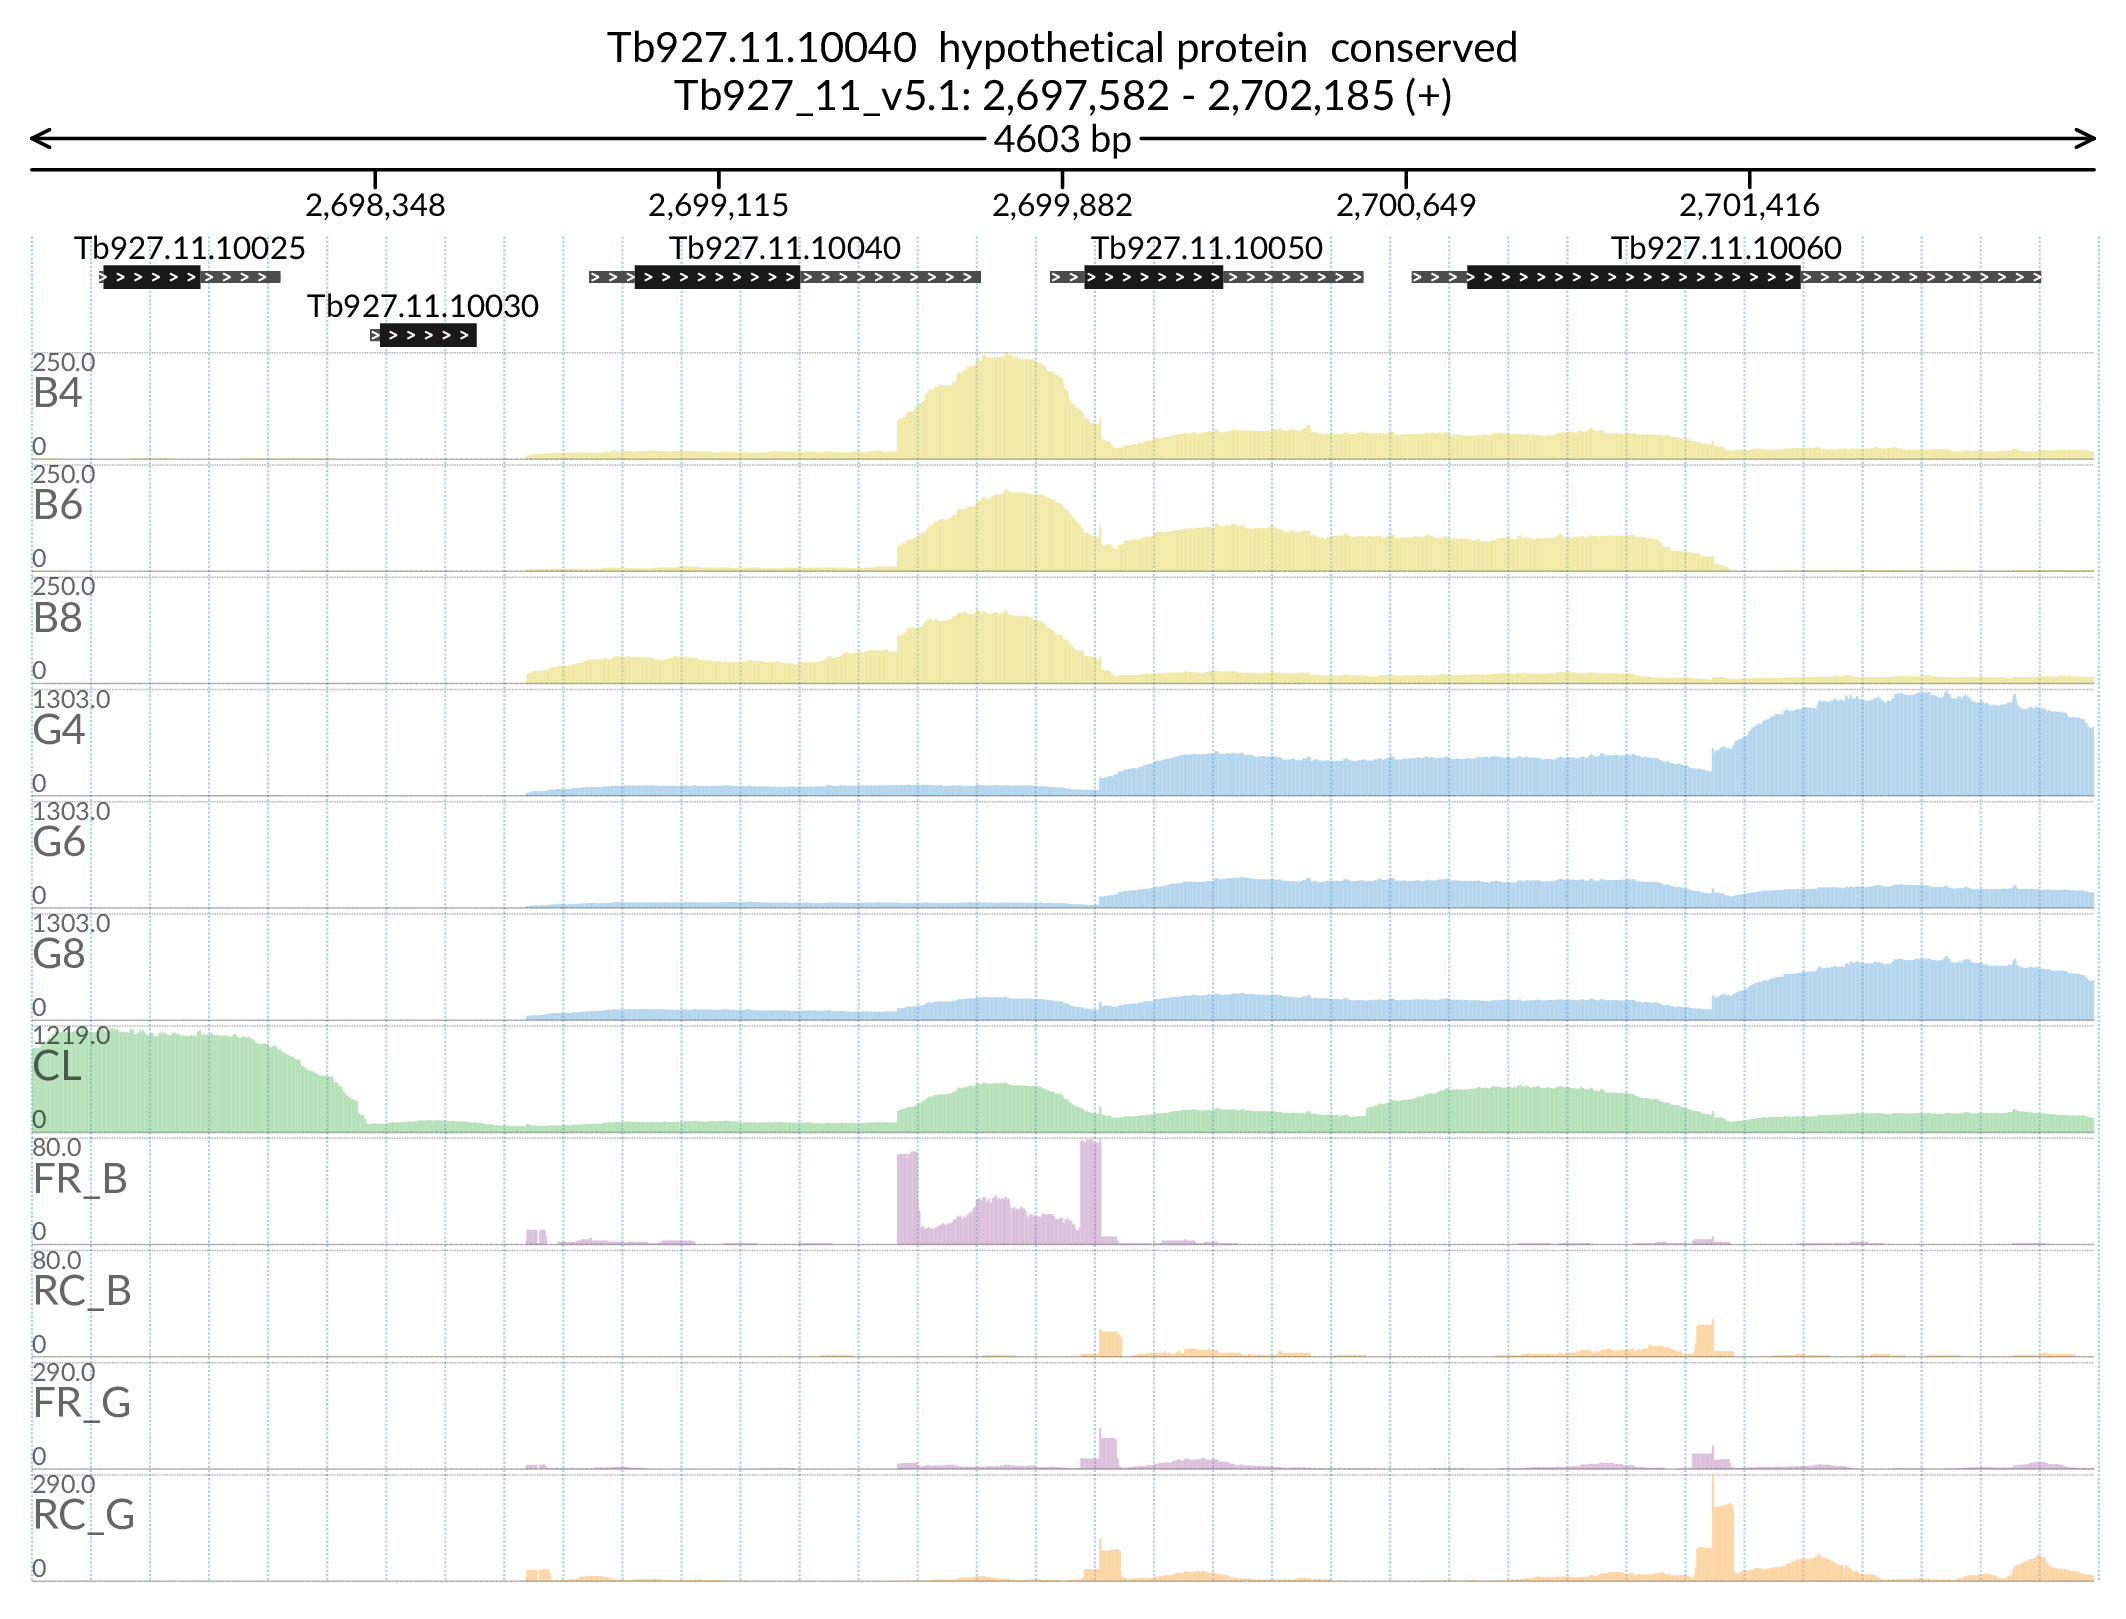 Tb927.11.10040 hypothetical protein conserved
Tb927_11_v5.1: 2,697,582 - 2,702,185 (+)
4603 bp
2,698,348 2,699,115 2,699,882 2,700,649 2,701,416
Tb927.11.10025 Tb927.11.10040 Tb927.11.10050 Tb927.11.10060
Tb927.11.10030
250.0
B4
0
250.0
B6
0
250.0
B8
0
1303.0
G4
0
1303.0
G6
0
1303.0
G8
0
1219.0
CL
0
80.0
FR_B
0
80.0
RC_B
0
290.0
FR_G
0
290.0
RC_G
0